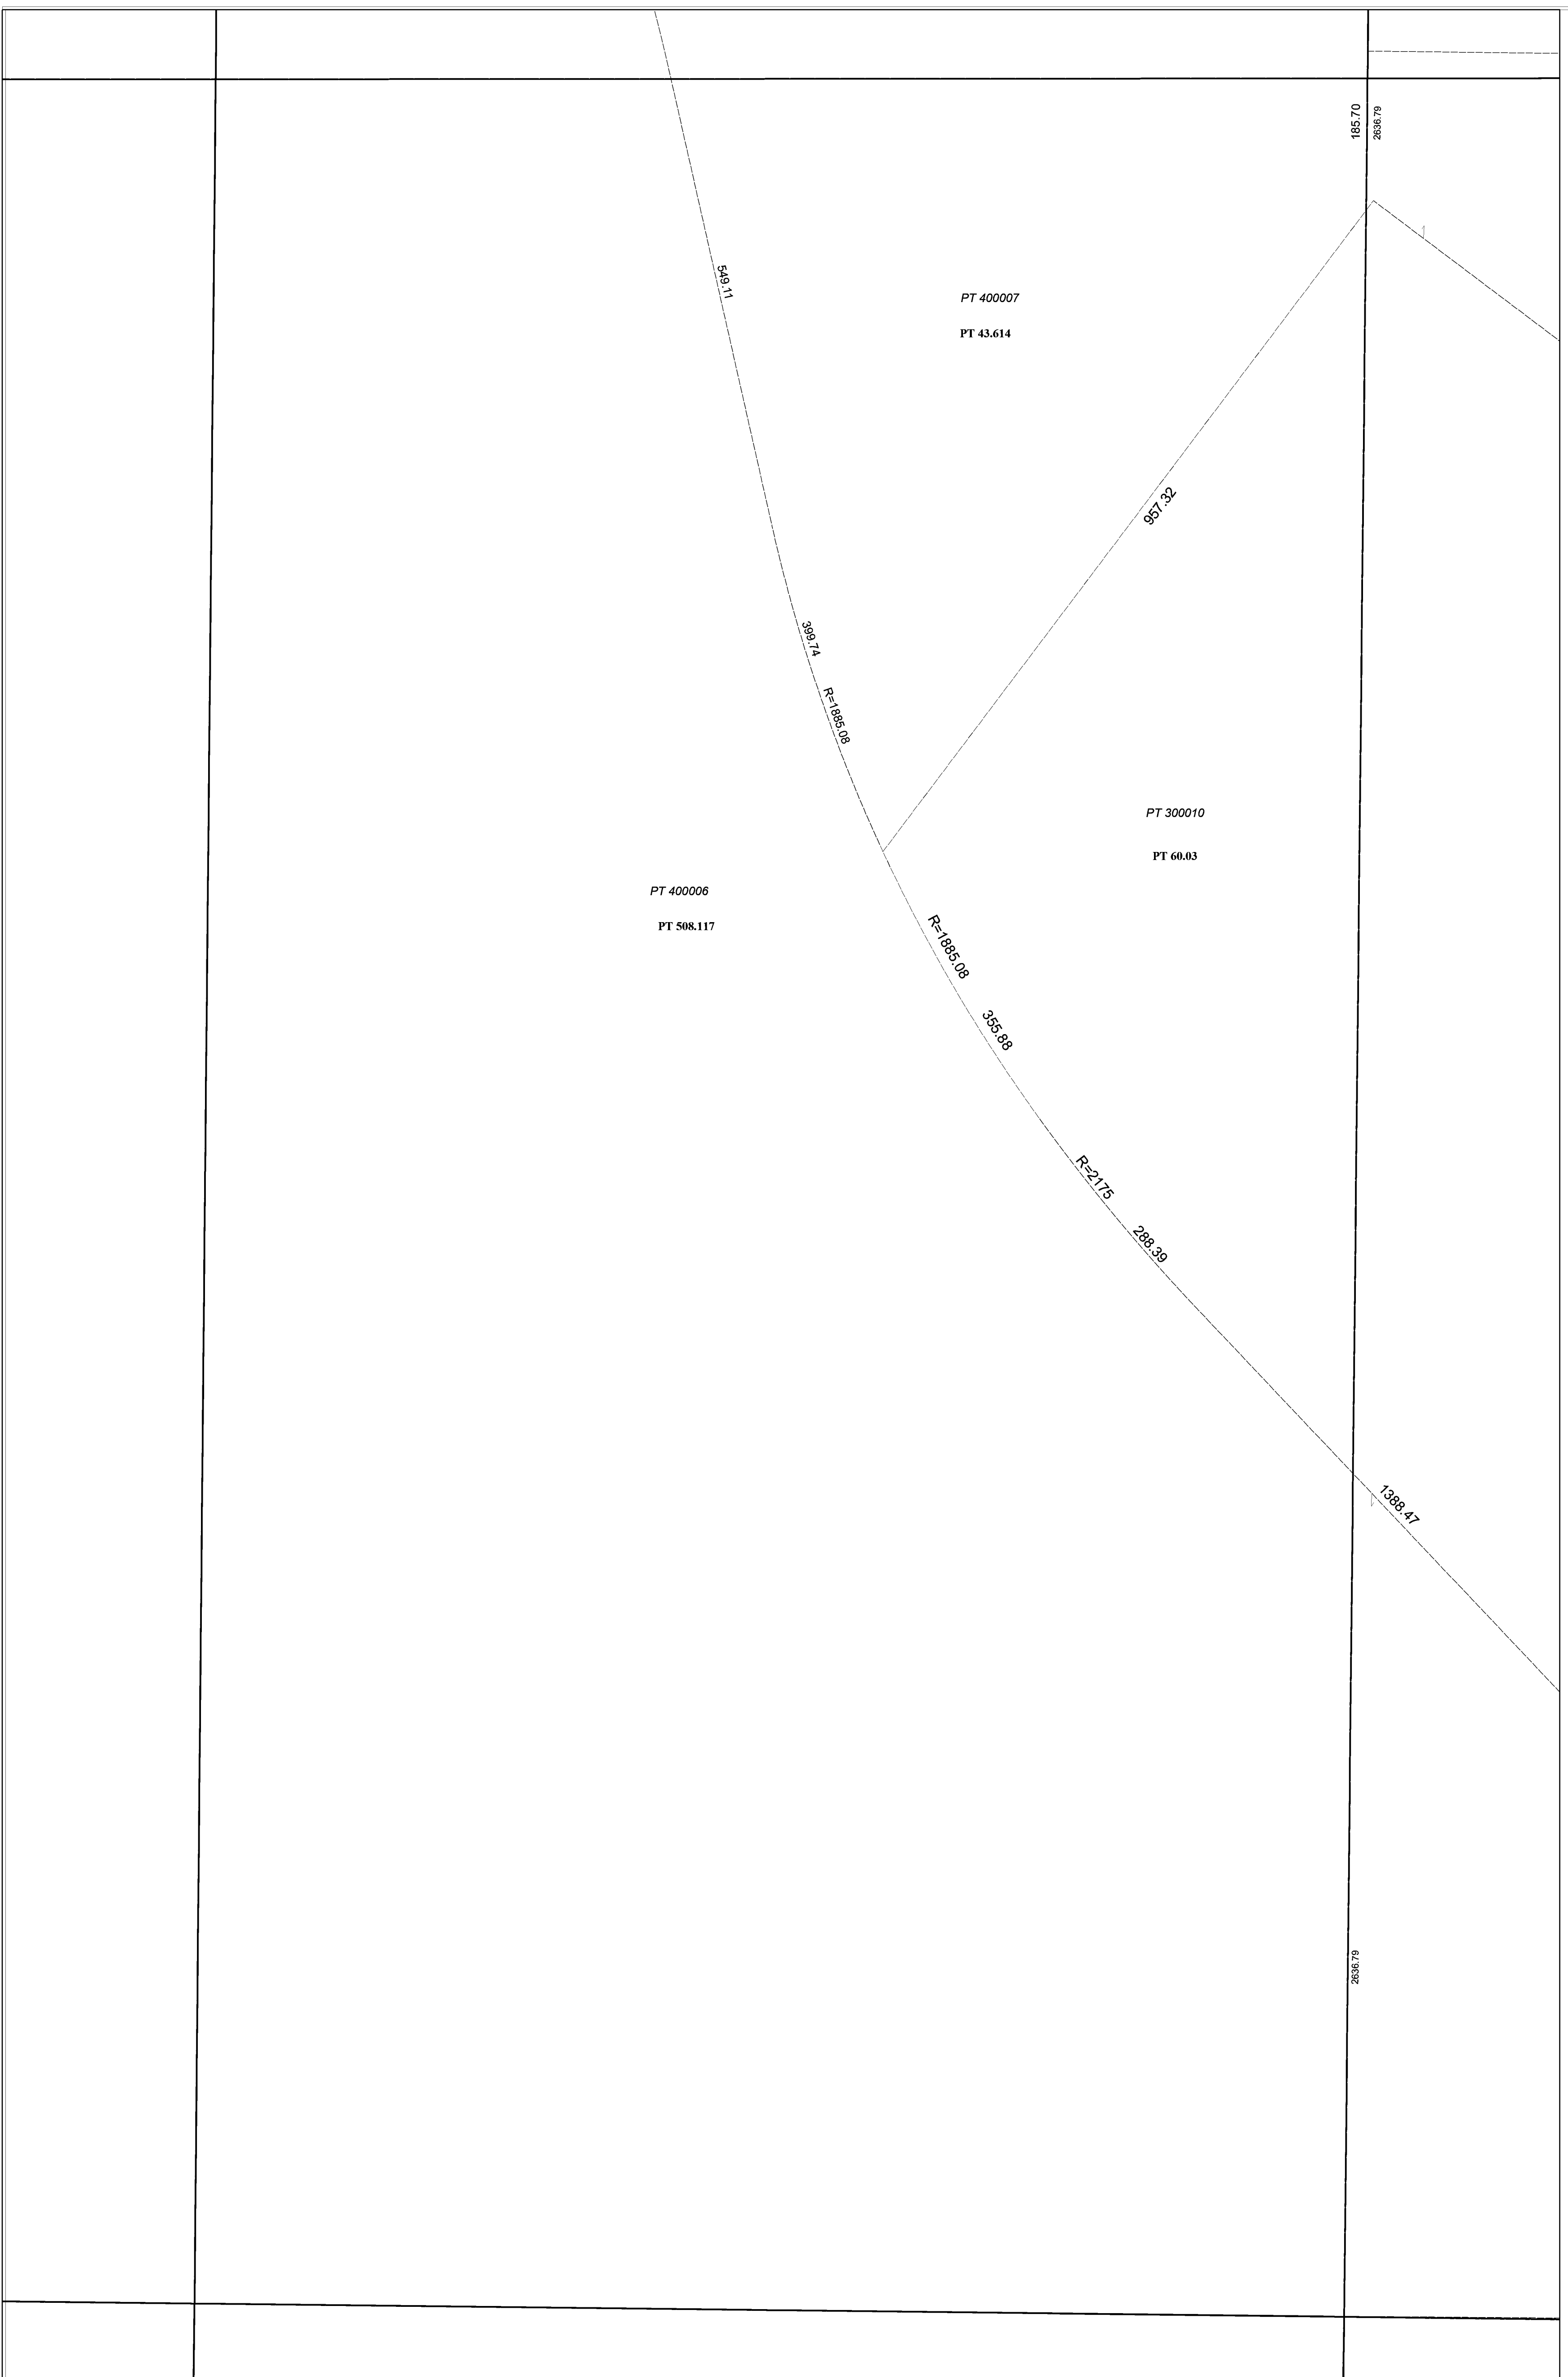 185.70
2636.79
549.11
PT 400007
PT 43.614
957.32
399.74
R=1885.08
PT 300010
PT 60.03
PT 400006
PT 508.117
R=1885.08
355.88
R=2175
288.39
1388.47
2636.79